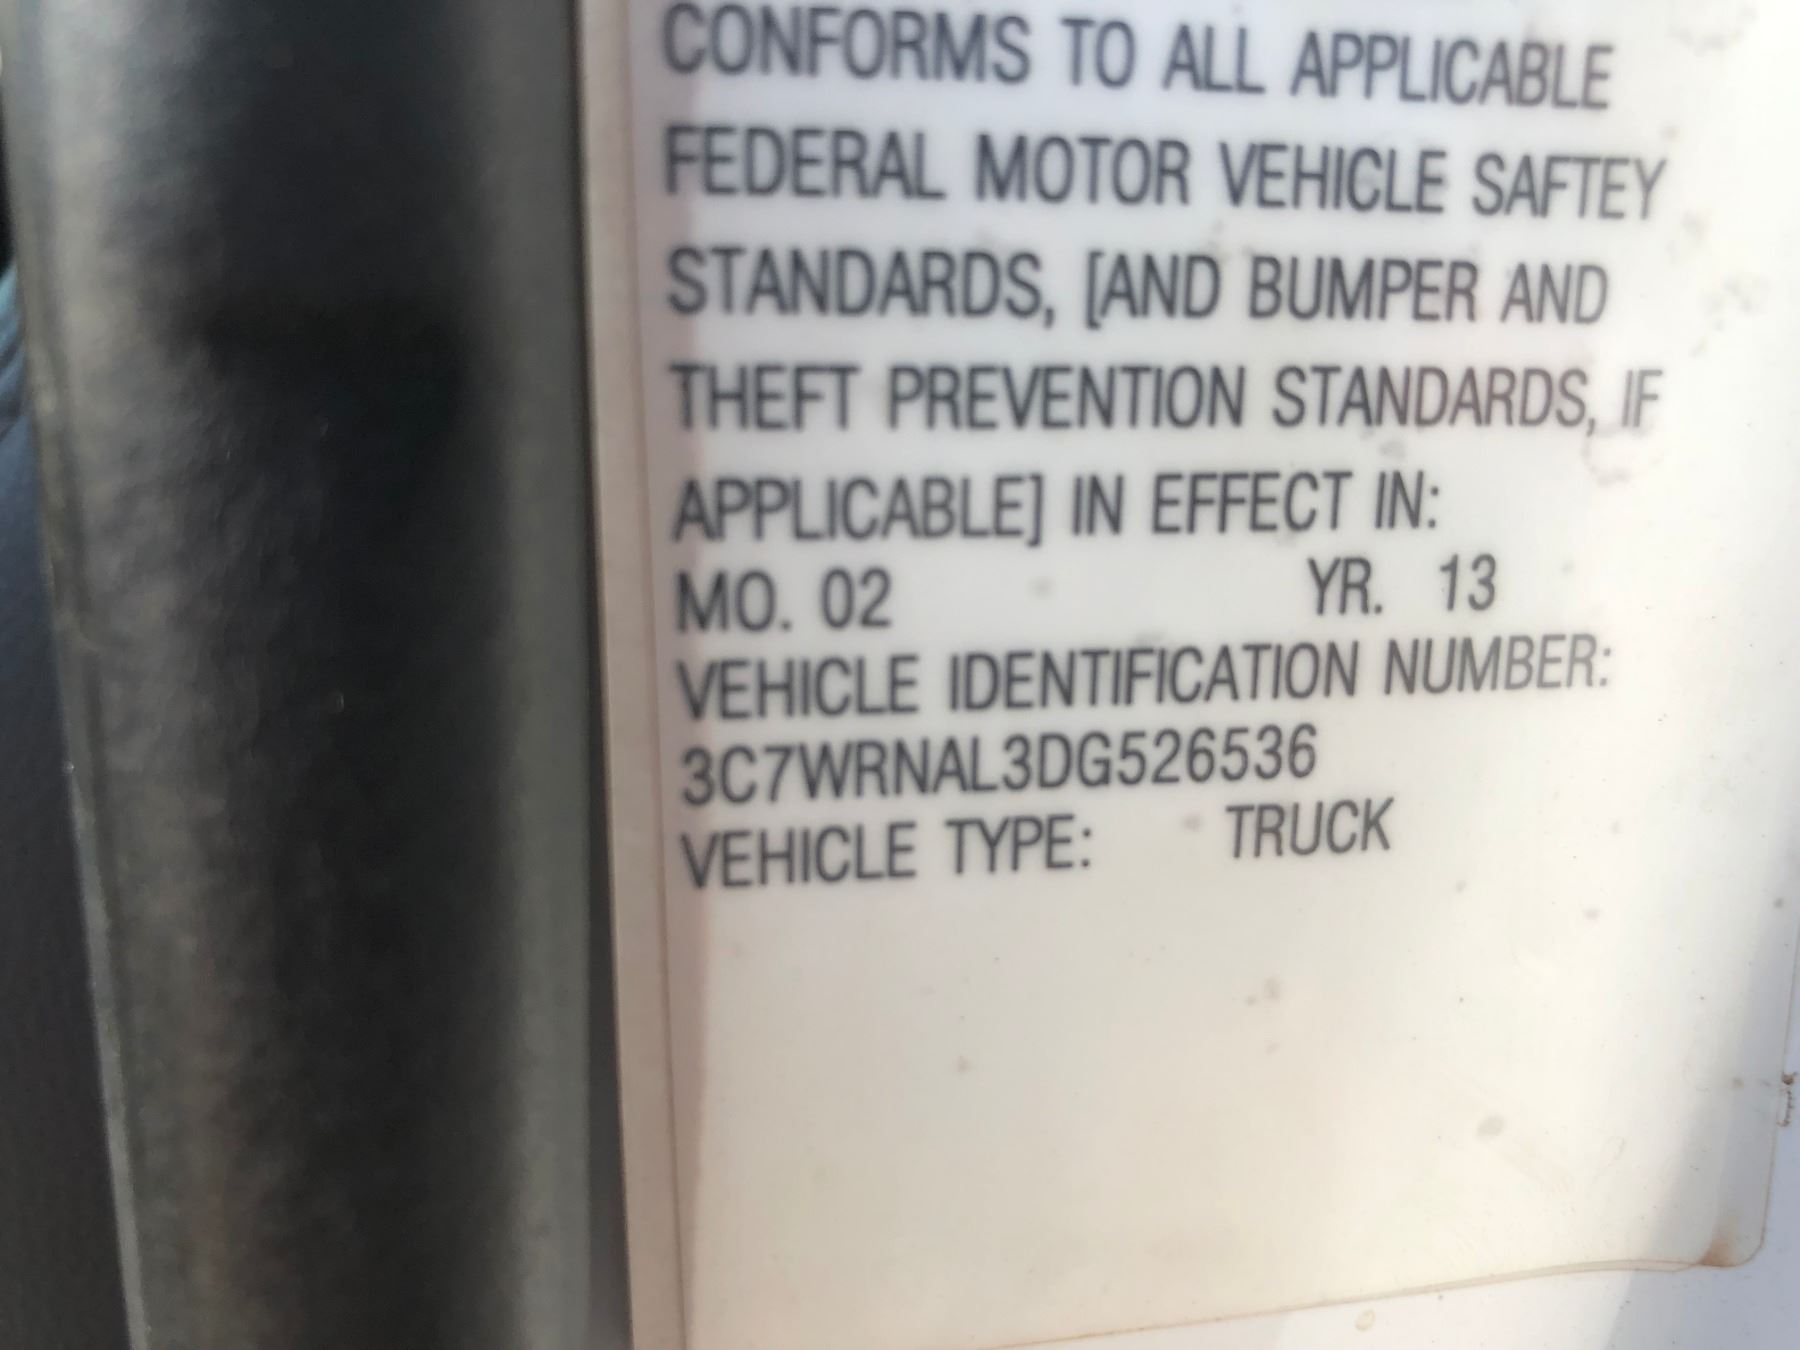 CONFORMS TO ALL APPLICABLE
FEDERAL MOTOR VEHICLE SAFTEY
STANDARDS, [AND BUMPER AND
THEFT PREVENTION STANDARDS, IF
APPLICABLE] IN EFFECT IN:
MO. 02 YR. 13
VEHICLE IDENTIFICATION NUMBER:
3C7WRNAL3DG526536
VEHICLE TYPE: TRUCK